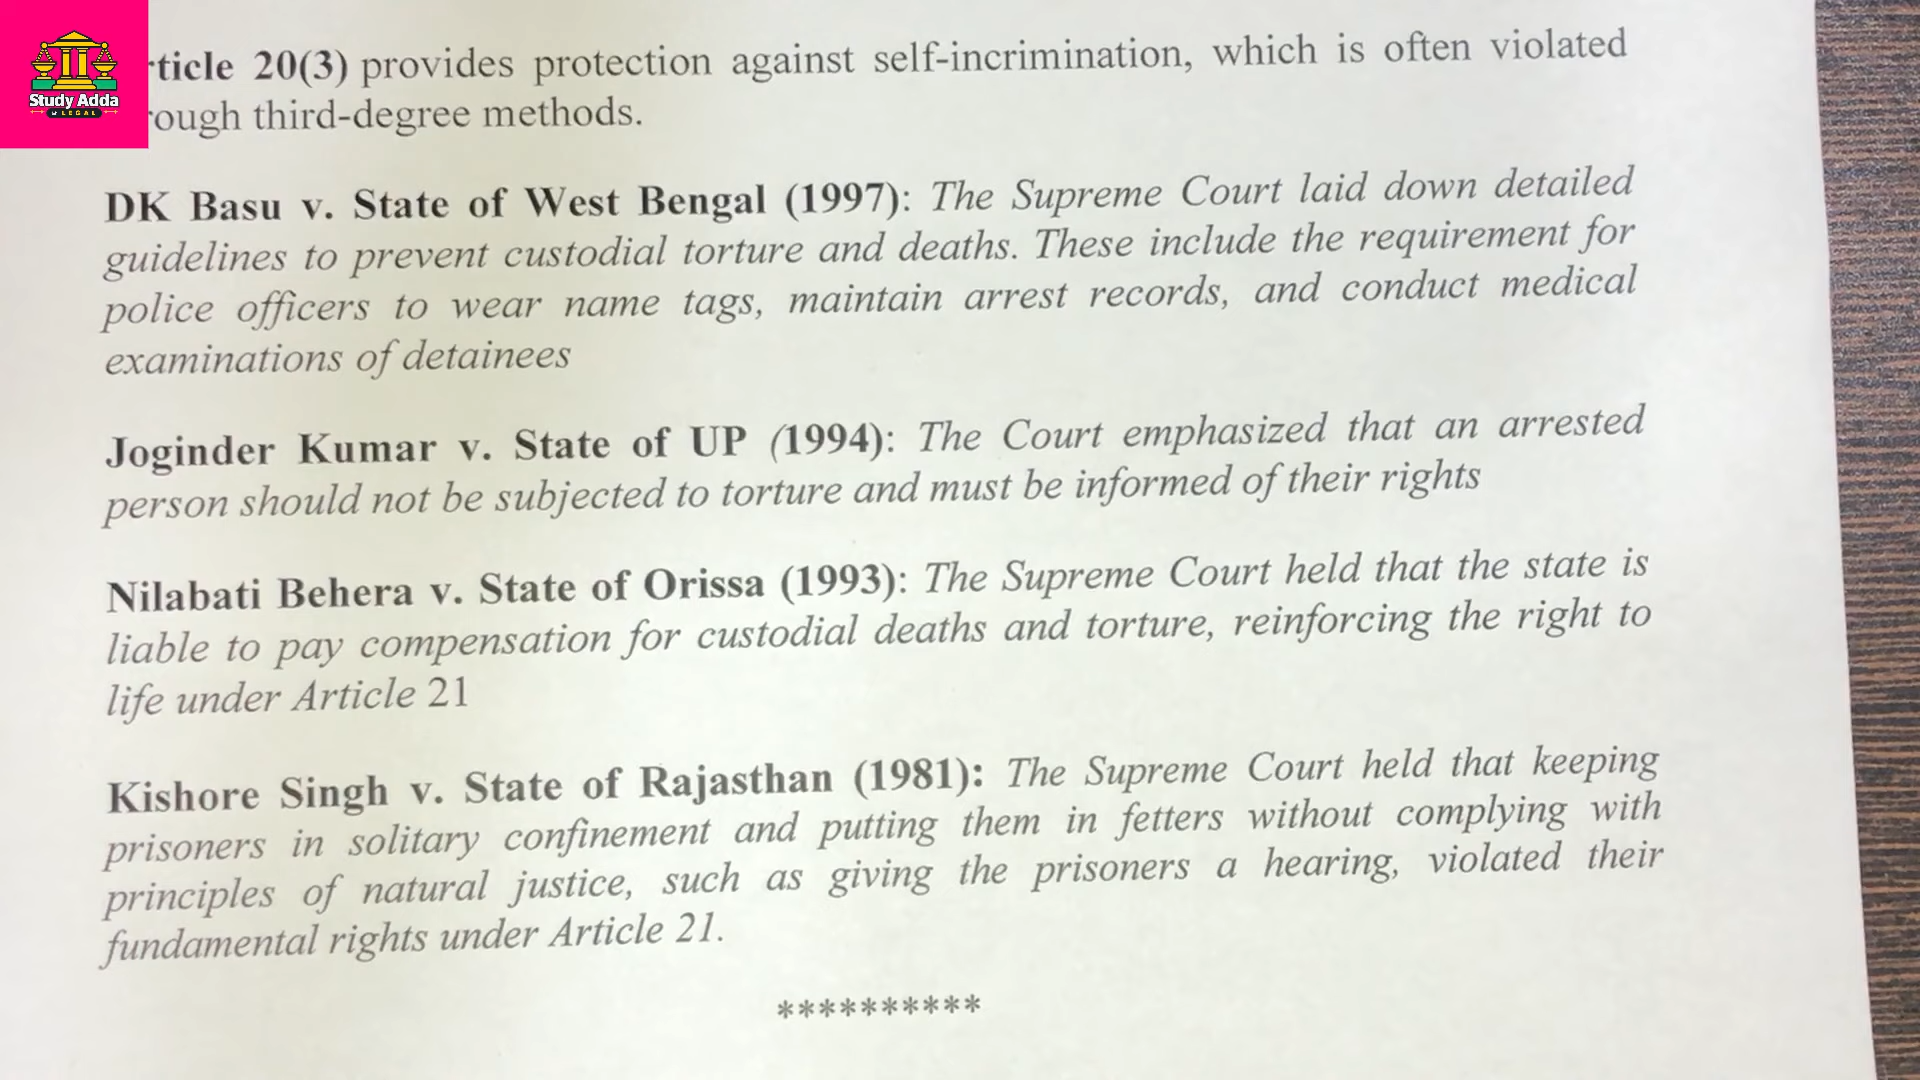 Study Adda
LEGAL
rticle 20(3) provides protection against self-incrimination, which is often violated
rough third-degree methods.
DK Basu v. State of West Bengal (1997): The Supreme Court laid down detailed
guidelines to prevent custodial torture and deaths. These include the requirement for
police officers to wear name tags, maintain arrest records, and conduct medical
examinations of detainees
Joginder Kumar v. State of UP (1994): The Court emphasized that an arrested
person should not be subjected to torture and must be informed of their rights
Nilabati Behera v. State of Orissa (1993): The Supreme Court held that the state is
liable to pay compensation for custodial deaths and torture, reinforcing the right to
life under Article 21
Kishore Singh v. State of Rajasthan (1981): The Supreme Court held that keeping
prisoners in solitary confinement and putting them in fetters without complying with
principles of natural justice, such as giving the prisoners a hearing, violated their
fundamental rights under Article 21.
**********